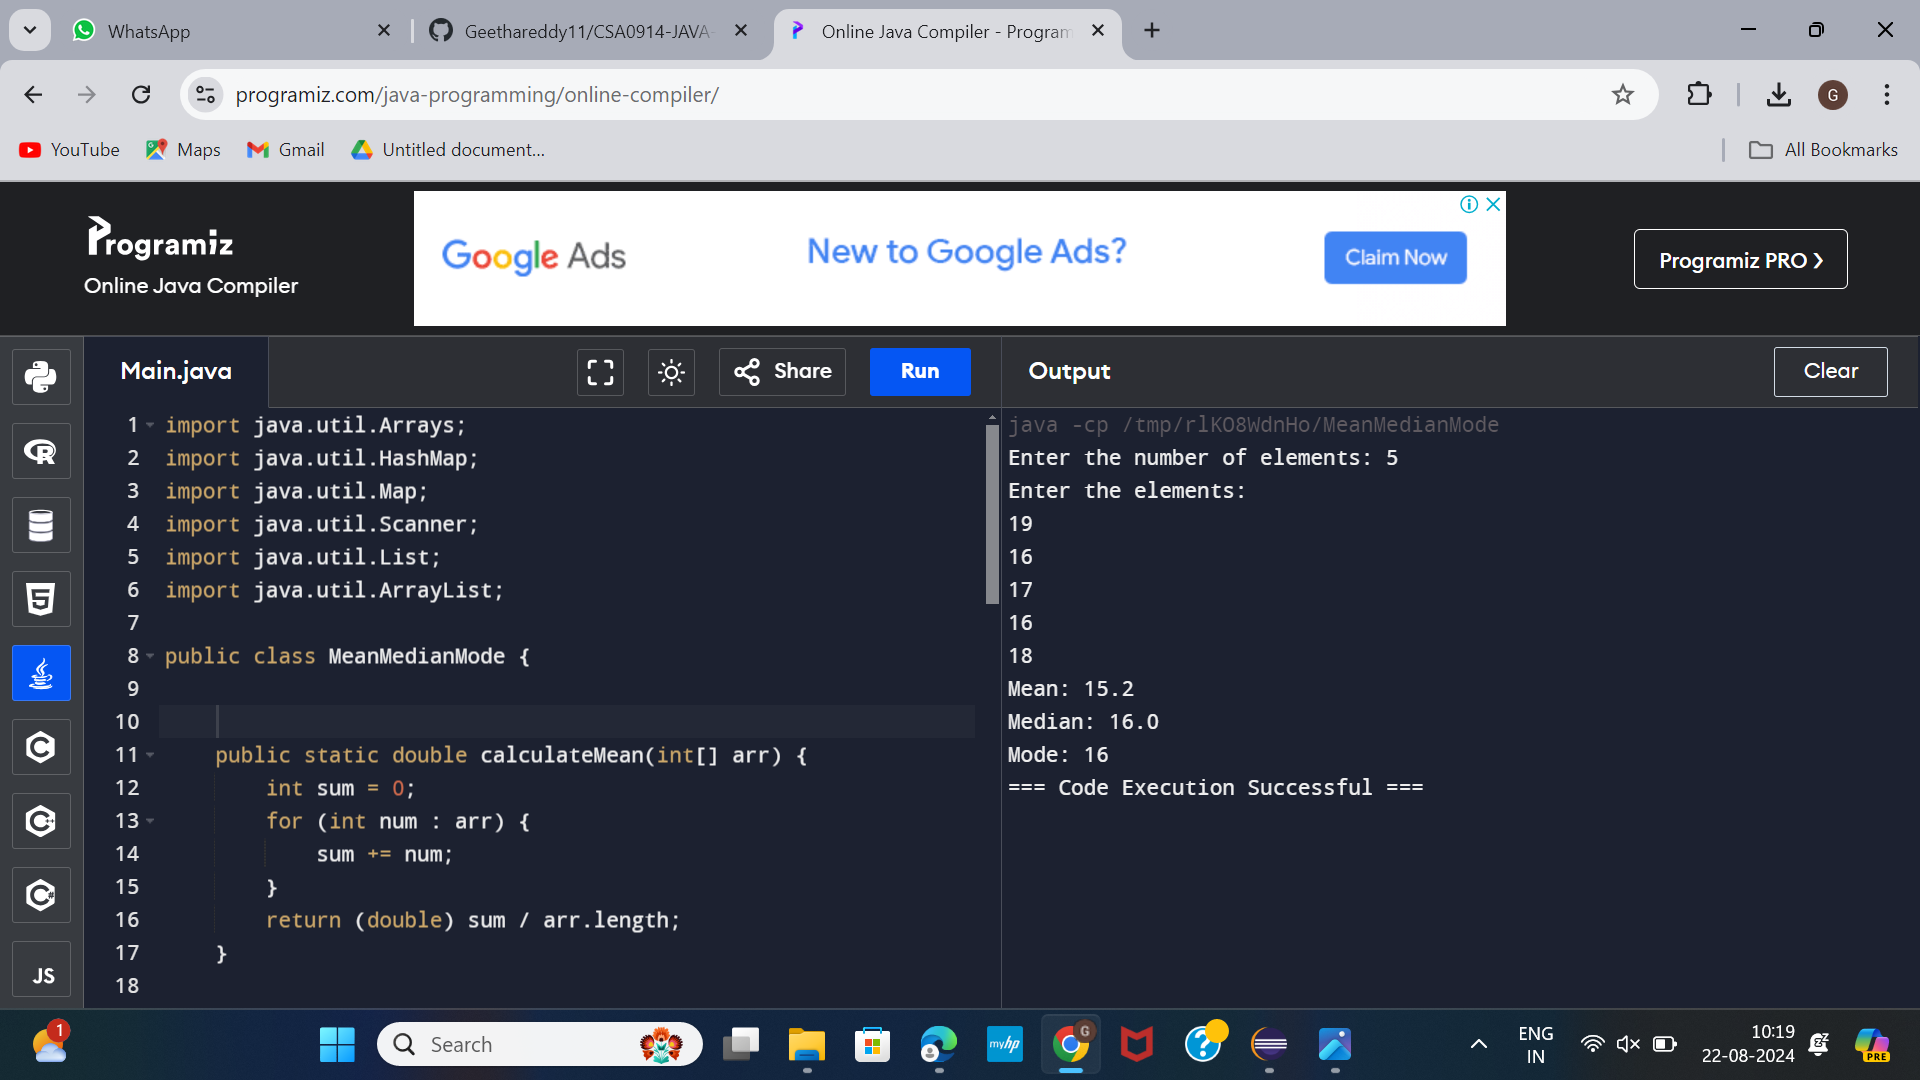 WhatsApp
Geethareddy11/CSA0914-JAVA-
Online Java Compiler - Program
programiz.com/java-programming/online-compiler/
G
YouTube
Maps
Gmail
Untitled document...
All Bookmarks
Programiz
Online Java Compiler
Google Ads
New to Google Ads?
Claim Now
Programiz PRO ❯
Main.java
Share
Run
Output
Clear
1 import java.util.Arrays;
2 import java.util.HashMap;
3 import java.util.Map;
4 import java.util.Scanner;
5 import java.util.List;
6 import java.util.ArrayList;
7
8 public class MeanMedianMode {
9
10
11 public static double calculateMean(int[] arr) {
12 int sum = 0;
13 for (int num : arr) {
14 sum += num;
15 }
16 return (double) sum / arr.length;
17 }
18
java -cp /tmp/rlKO8WdnHo/MeanMedianMode
Enter the number of elements: 5
Enter the elements:
19
16
17
16
18
Mean: 15.2
Median: 16.0
Mode: 16
=== Code Execution Successful ===
R
5
C
C++
C#
JS
1
Search
myhp
G
?
ENG
IN
10:19
22-08-2024
PRE